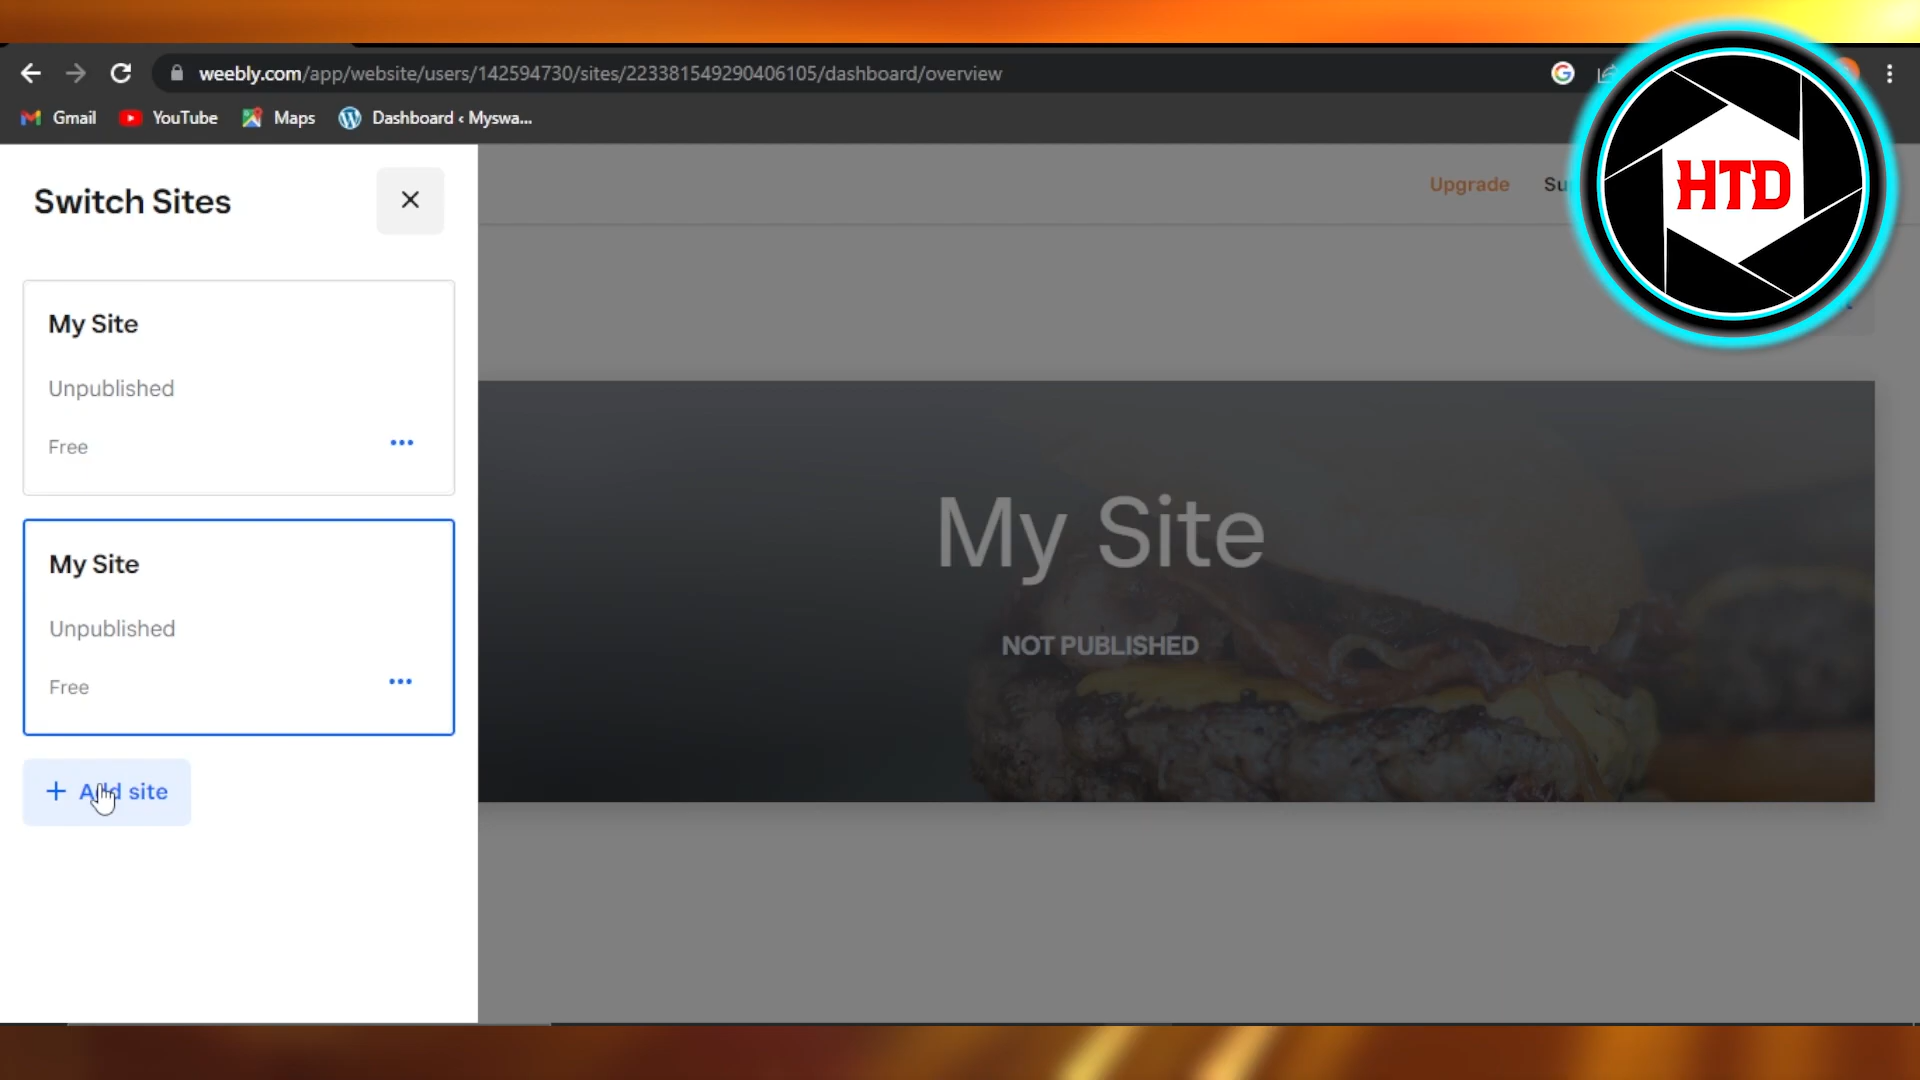 weebly.com/app/website/users/142594730/sites/223381549290406105/dashboard/overview
Gmail
YouTube
Maps
Dashboard ‹ Myswa...
HTD
Switch Sites
Upgrade
My Site
Unpublished
Free
My Site
Unpublished
Free
+ Add site
My Site
NOT PUBLISHED